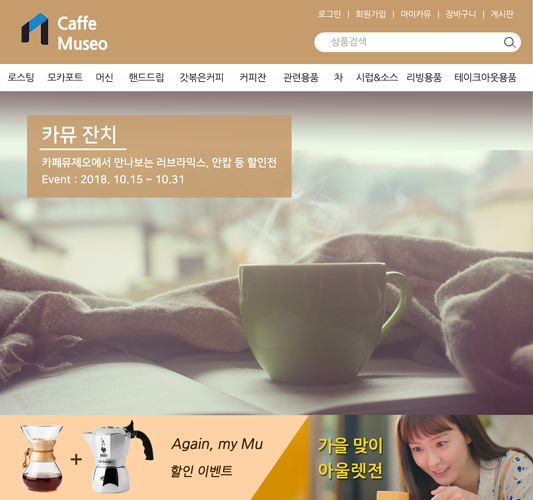 Caffe
Museo
로그인 | 회원가입 | 마이카뮤 | 장바구니 | 게시판
상품검색
로스팅 모카포트 머신 핸드드립 갓볶은커피 커피잔 관련용품 차 시럽&소스 리빙용품 테이크아웃용품
카뮤 잔치
카페뮤제오에서 만나보는 러브라믹스, 안캅 등 할인전
Event : 2018. 10.15 ~ 10.31
+
Again, my Mu
할인 이벤트
가을 맞이
아울렛전